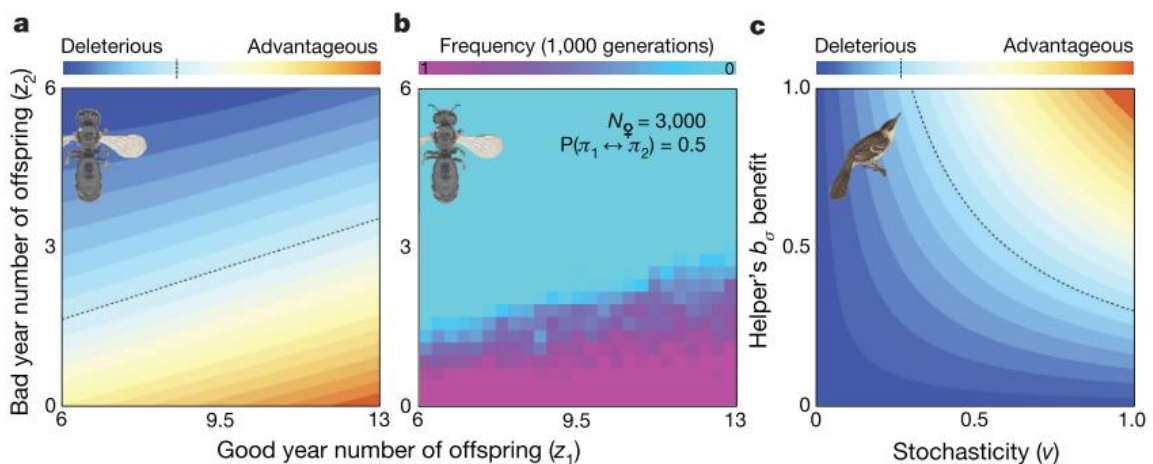 a
Deleterious Advantageous
Bad year number of offspring (z2)
6
3
0
6 9.5 13
b
Frequency (1,000 generations)
1 0
N♀ = 3,000
P(π1 ↔ π2) = 0.5
6
3
0
6 9.5 13
Good year number of offspring (z1)
c
Deleterious Advantageous
Helper's bσ benefit
1.0
0.5
0
0 0.5 1.0
Stochasticity (v)